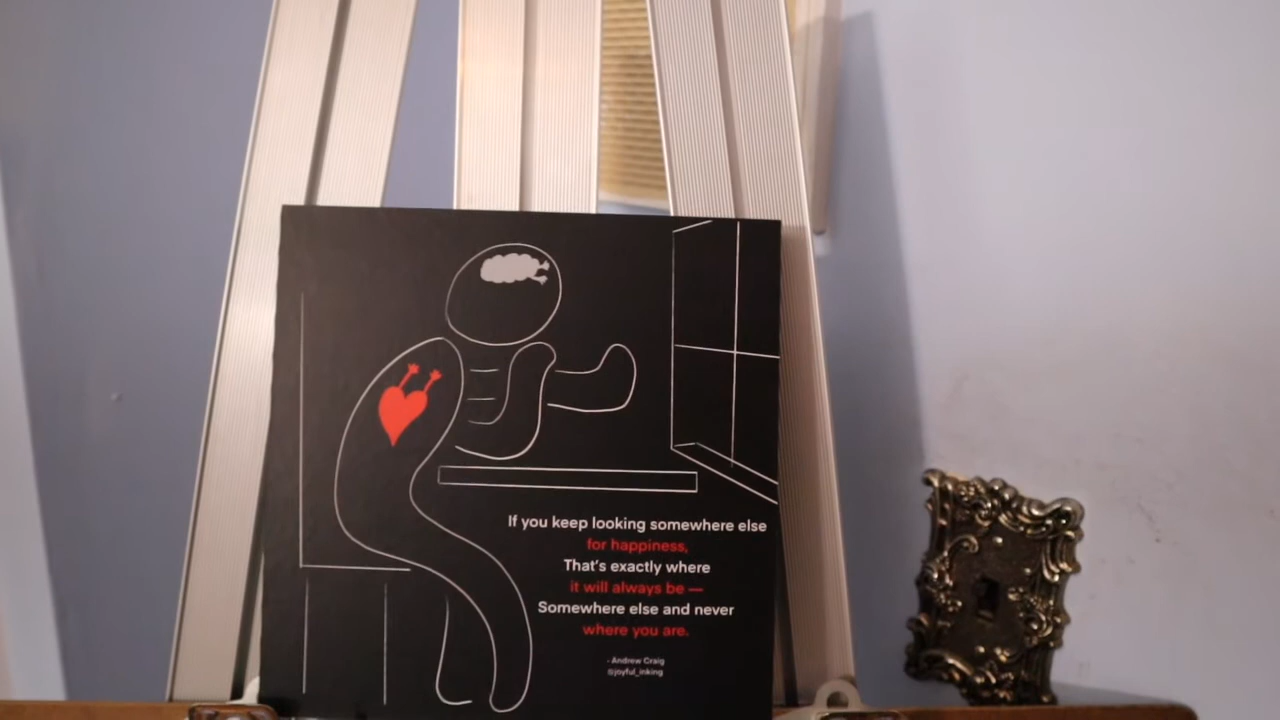 If you keep looking somewhere else
for happiness,
That's exactly where
it will always be —
Somewhere else and never
where you are.
- Andrew Craig
@joyful_inking